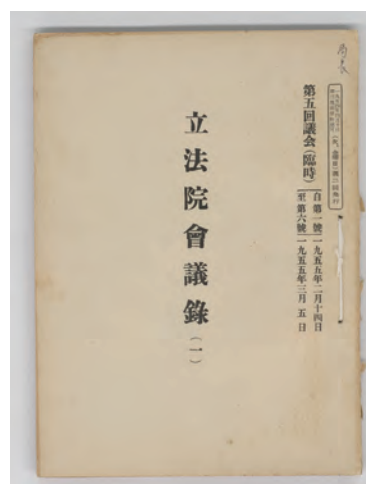 局長
第五回議会（臨時）
自第一號 一九五五年二月十四日
至第六號 一九五五年三月五日
立法院會議錄（一）